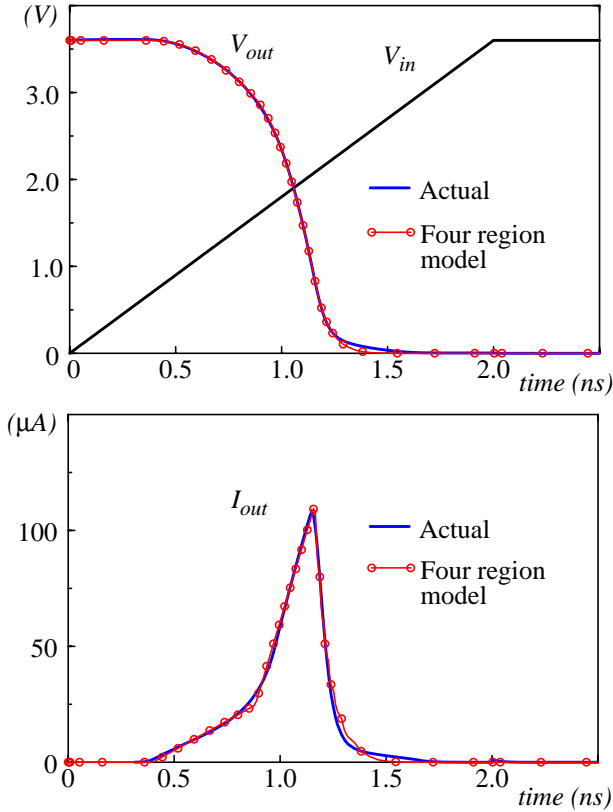 (V)
V_out
V_in
3.0
2.0
Actual
Four region
model
1.0
0
0
0.5
1.0
1.5
2.0
time (ns)
(μA)
I_out
100
Actual
Four region
model
50
0
0
0.5
1.0
1.5
2.0
time (ns)